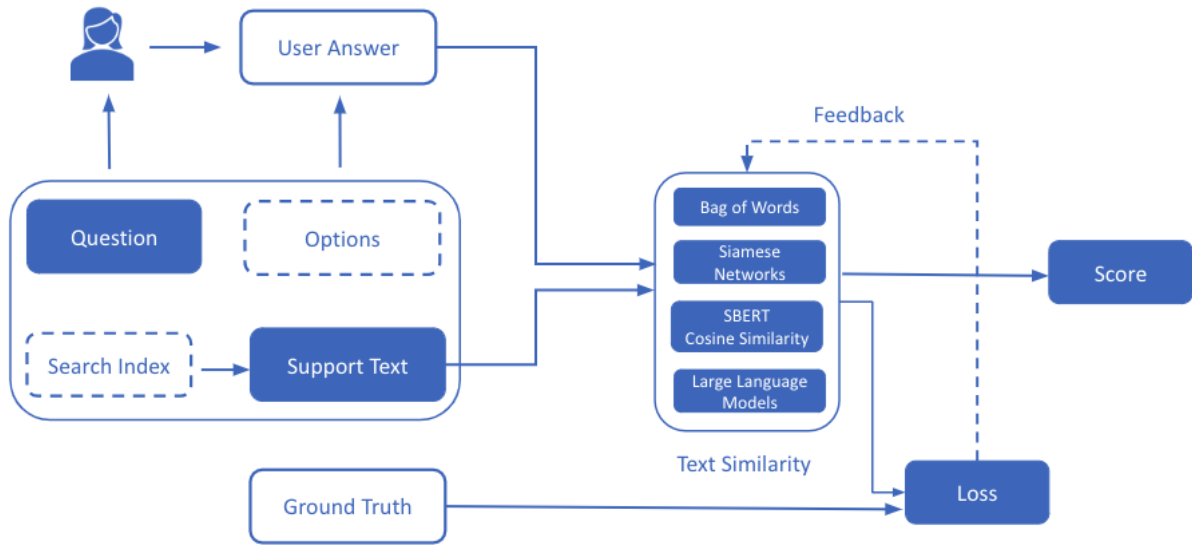 User Answer
Feedback
Question
Options
Bag of Words
Siamese
Networks
Score
SBERT
Cosine Similarity
Search Index
Support Text
Large Language
Models
Text Similarity
Ground Truth
Loss